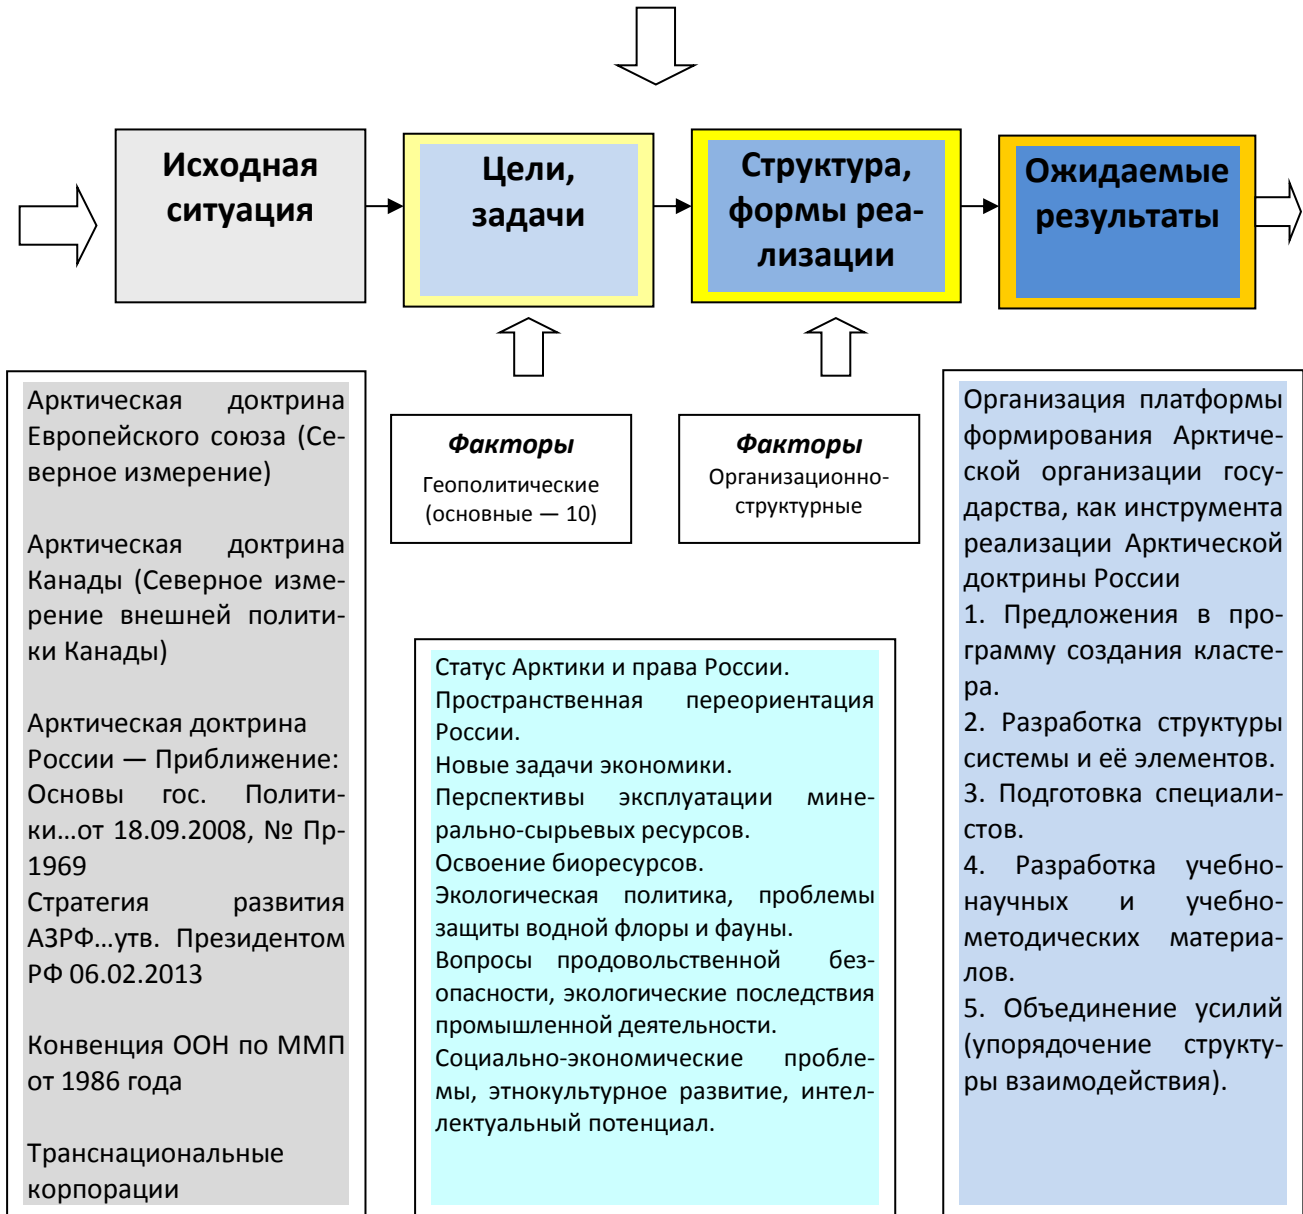 Исходная
ситуация
Цели,
задачи
Структура,
формы реа-
лизации
Ожидаемые
результаты
Арктическая доктрина
Европейского союза (Се-
верное измерение)
Арктическая доктрина
Канады (Северное изме-
рение внешней полити-
ки Канады)
Арктическая доктрина
России — Приближение:
Основы гос. Полити-
ки...от 18.09.2008, № Пр-
1969
Стратегия развития
АЗРФ...утв. Президентом
РФ 06.02.2013
Конвенция ООН по ММП
от 1986 года
Транснациональные
корпорации
Факторы
Геополитические
(основные — 10)
Факторы
Организационно-
структурные
Статус Арктики и права России.
Пространственная переориентация
России.
Новые задачи экономики.
Перспективы эксплуатации мине-
рально-сырьевых ресурсов.
Освоение биоресурсов.
Экологическая политика, проблемы
защиты водной флоры и фауны.
Вопросы продовольственной без-
опасности, экологические последствия
промышленной деятельности.
Социально-экономические пробле-
мы, этнокультурное развитие, интел-
лектуальный потенциал.
Организация платформы
формирования Арктиче-
ской организации госу-
дарства, как инструмента
реализации Арктической
доктрины России
1. Предложения в про-
грамму создания класте-
ра.
2. Разработка структуры
системы и её элементов.
3. Подготовка специали-
стов.
4. Разработка учебно-
научных и учебно-
методических материа-
лов.
5. Объединение усилий
(упорядочение структу-
ры взаимодействия).